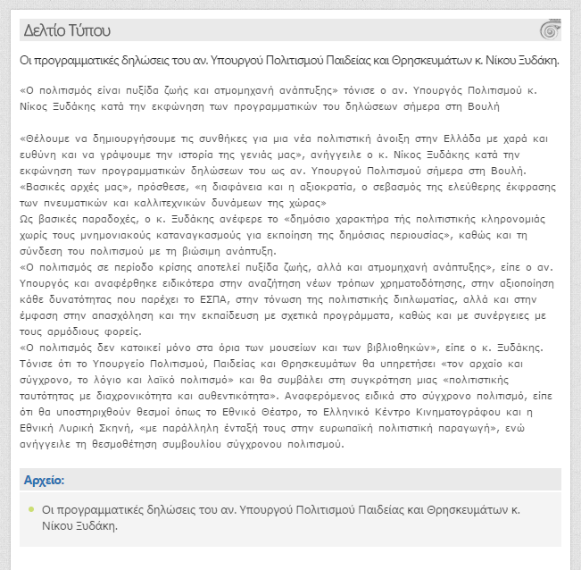 Δελτίο Τύπου
Οι προγραμματικές δηλώσεις του αν. Υπουργού Πολιτισμού Παιδείας και Θρησκευμάτων κ. Νίκου Ξυδάκη.
«Ο πολιτισμός είναι πυξίδα ζωής και ατμομηχανή ανάπτυξης» τόνισε ο αν. Υπουργός Πολιτισμού κ.
Νίκος Ξυδάκης κατά την εκφώνηση των προγραμματικών του δηλώσεων σήμερα στη Βουλή
«Θέλουμε να δημιουργήσουμε τις συνθήκες για μια νέα πολιτιστική άνοιξη στην Ελλάδα με χαρά και
ευθύνη και να γράψουμε την ιστορία της γενιάς μας», ανήγγειλε ο κ. Νίκος Ξυδάκης κατά την
εκφώνηση των προγραμματικών δηλώσεων του ως αν. Υπουργού Πολιτισμού σήμερα στη Βουλή.
«Βασικές αρχές μας», πρόσθεσε, «η διαφάνεια και η αξιοκρατία, ο σεβασμός της ελεύθερης έκφρασης
των πνευματικών και καλλιτεχνικών δυνάμεων της χώρας»
Ως βασικές παραδοχές, ο κ. Ξυδάκης ανέφερε το «δημόσιο χαρακτήρα τής πολιτιστικής κληρονομιάς
χωρίς τους μνημονιακούς καταναγκασμούς για εκποίηση της δημόσιας περιουσίας», καθώς και τη
σύνδεση του πολιτισμού με τη βιώσιμη ανάπτυξη.
«Ο πολιτισμός σε περίοδο κρίσης αποτελεί πυξίδα ζωής, αλλά και ατμομηχανή ανάπτυξης», είπε ο αν.
Υπουργός και αναφέρθηκε ειδικότερα στην αναζήτηση νέων τρόπων χρηματοδότησης, στην αξιοποίηση
κάθε δυνατότητας που παρέχει το ΕΣΠΑ, στην τόνωση της πολιτιστικής διπλωματίας, αλλά και στην
έμφαση στην απασχόληση και την εκπαίδευση με σχετικά προγράμματα, καθώς και με συνέργειες με
τους αρμόδιους φορείς.
«Ο πολιτισμός δεν κατοικεί μόνο στα όρια των μουσείων και των βιβλιοθηκών», είπε ο κ. Ξυδάκης.
Τόνισε ότι το Υπουργείο Πολιτισμού, Παιδείας και Θρησκευμάτων θα υπηρετήσει «τον αρχαίο και
σύγχρονο, το λόγιο και λαϊκό πολιτισμό» και θα συμβάλει στη συγκρότηση μιας «πολιτιστικής
ταυτότητας με διαχρονικότητα και αυθεντικότητα». Αναφερόμενος ειδικά στο σύγχρονο πολιτισμό, είπε
ότι θα υποστηριχθούν θεσμοί όπως το Εθνικό Θέατρο, το Ελληνικό Κέντρο Κινηματογράφου και η
Εθνική Λυρική Σκηνή, «με παράλληλη ένταξή τους στην ευρωπαϊκή πολιτιστική παραγωγή», ενώ
ανήγγειλε τη θεσμοθέτηση συμβουλίου σύγχρονου πολιτισμού.
Αρχείο:
Οι προγραμματικές δηλώσεις του αν. Υπουργού Πολιτισμού Παιδείας και Θρησκευμάτων κ.
Νίκου Ξυδάκη.